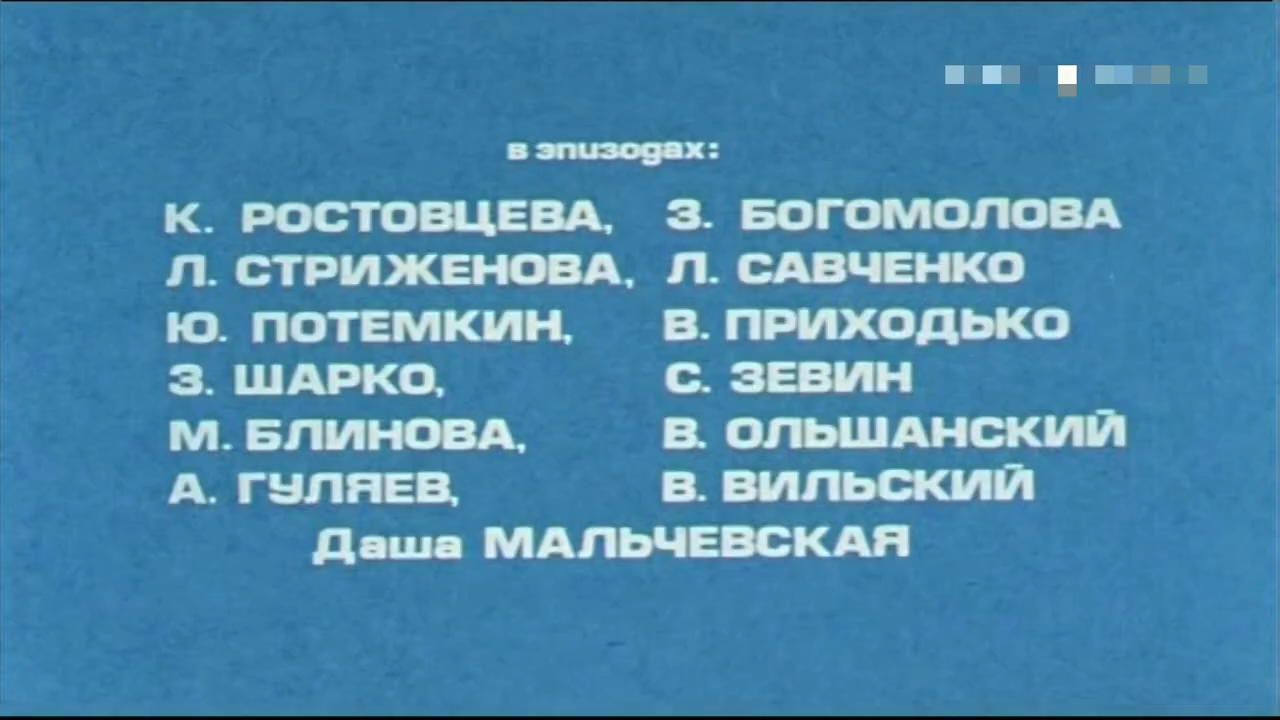 в эпизодах:
К. РОСТОВЦЕВА, З. БОГОМОЛОВА
Л. СТРИЖЕНОВА, Л. САВЧЕНКО
Ю. ПОТЕМКИН, В. ПРИХОДЬКО
З. ШАРКО, С. ЗЕВИН
М. БЛИНОВА, В. ОЛЬШАНСКИЙ
А. ГУЛЯЕВ, В. ВИЛЬСКИЙ
Даша МАЛЬЧЕВСКАЯ